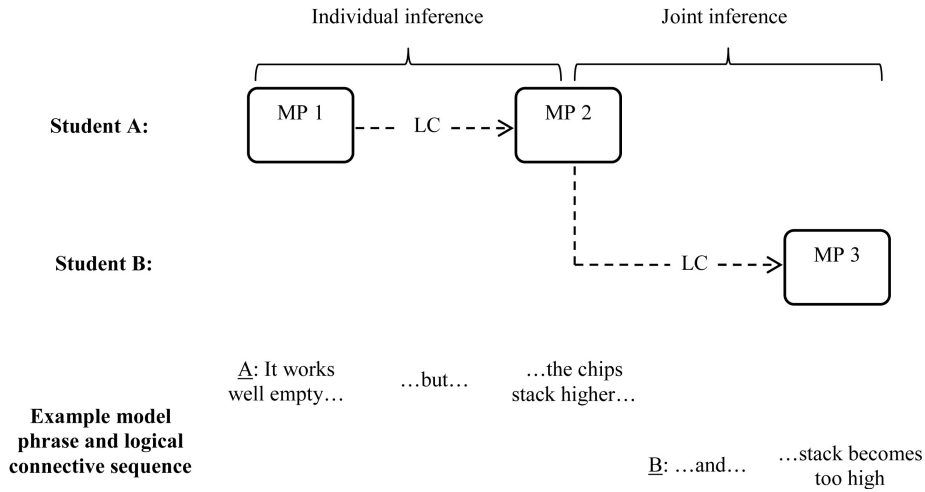 Individual inference
Joint inference
Student A:
MP 1
LC
MP 2
Student B:
LC
MP 3
Example model
phrase and logical
connective sequence
A: It works
well empty…
…but…
…the chips
stack higher…
B: …and…
…stack becomes
too high